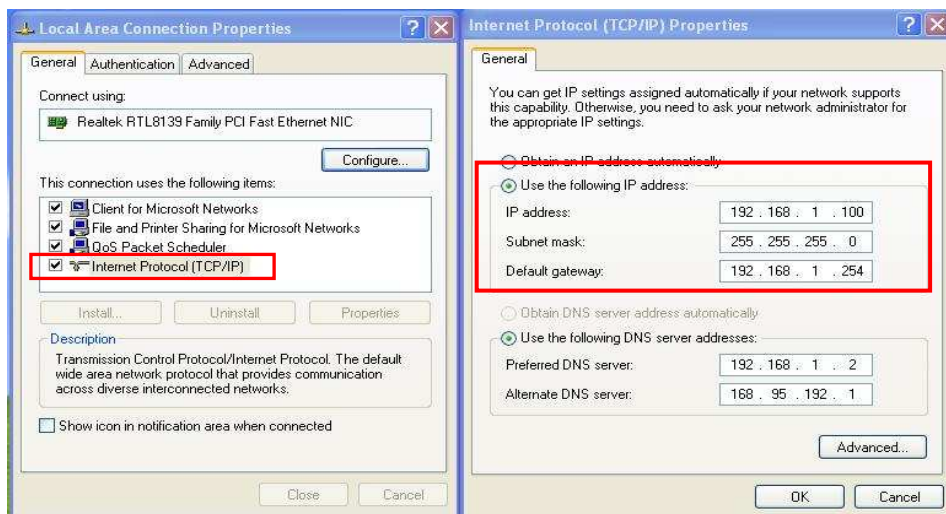 Local Area Connection Properties
General Authentication Advanced
Connect using:
Realtek RTL8139 Family PCI Fast Ethernet NIC
Configure...
This connection uses the following items:
Client for Microsoft Networks
File and Printer Sharing for Microsoft Networks
QoS Packet Scheduler
Internet Protocol (TCP/IP)
Install... Uninstall Properties
Description
Transmission Control Protocol/Internet Protocol. The default
wide area network protocol that provides communication
across diverse interconnected networks.
Show icon in notification area when connected
Close Cancel
Internet Protocol (TCP/IP) Properties
General
You can get IP settings assigned automatically if your network supports
this capability. Otherwise, you need to ask your network administrator for
the appropriate IP settings.
Obtain an IP address automatically
Use the following IP address:
IP address: 192 . 168 . 1 . 100
Subnet mask: 255 . 255 . 255 . 0
Default gateway: 192 . 168 . 1 . 254
Obtain DNS server address automatically
Use the following DNS server addresses:
Preferred DNS server: 192 . 168 . 1 . 2
Alternate DNS server: 168 . 95 . 192 . 1
Advanced...
OK Cancel